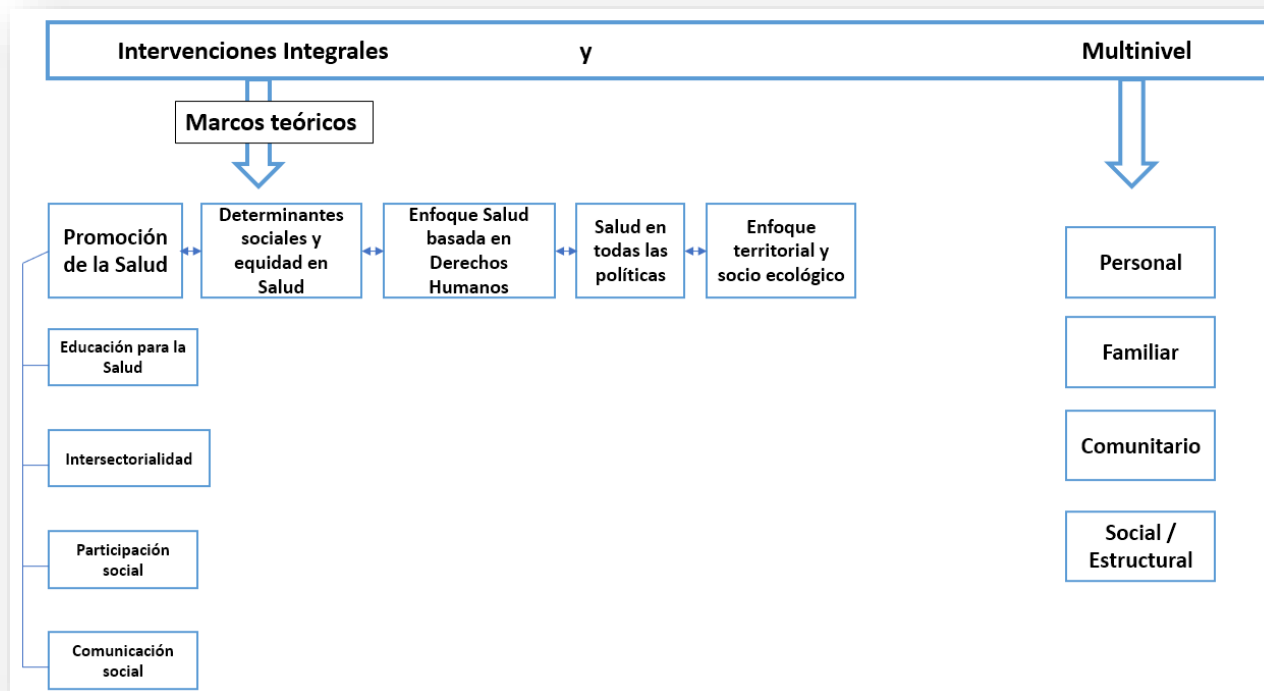 Intervenciones Integrales y Multinivel
Marcos teóricos
Promoción
de la Salud
Determinantes
sociales y
equidad en
Salud
Enfoque Salud
basada en
Derechos
Humanos
Salud en
todas las
políticas
Enfoque
territorial y
socio ecológico
Educación para la
Salud
Intersectorialidad
Participación
social
Comunicación
social
Personal
Familiar
Comunitario
Social /
Estructural